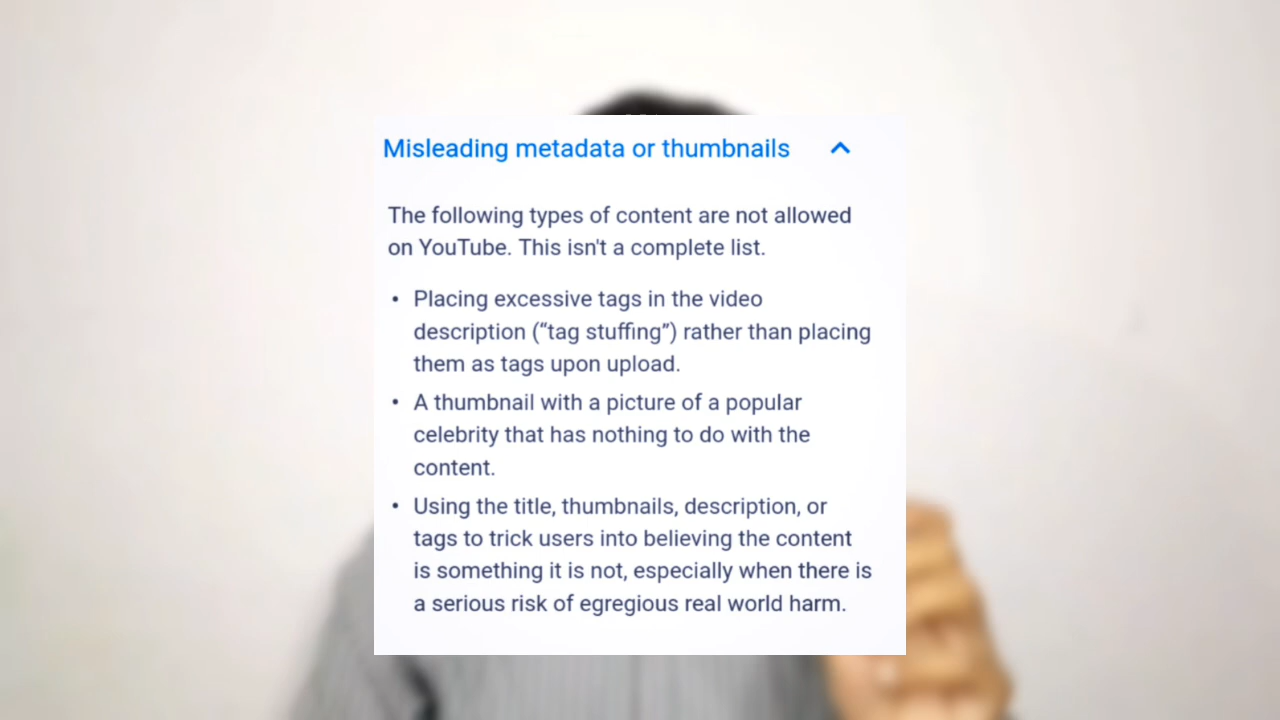 Misleading metadata or thumbnails
The following types of content are not allowed
on YouTube. This isn't a complete list.
• Placing excessive tags in the video
description (“tag stuffing”) rather than placing
them as tags upon upload.
• A thumbnail with a picture of a popular
celebrity that has nothing to do with the
content.
• Using the title, thumbnails, description, or
tags to trick users into believing the content
is something it is not, especially when there is
a serious risk of egregious real world harm.